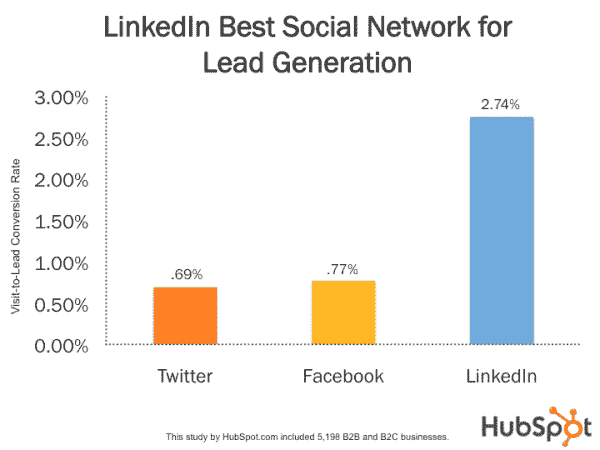 LinkedIn Best Social Network for
Lead Generation
Visit-to-Lead Conversion Rate
3.00%
2.50%
2.00%
1.50%
1.00%
0.50%
0.00%
.69%
.77%
2.74%
Twitter
Facebook
LinkedIn
This study by HubSpot.com included 5,198 B2B and B2C businesses.
HubSpot